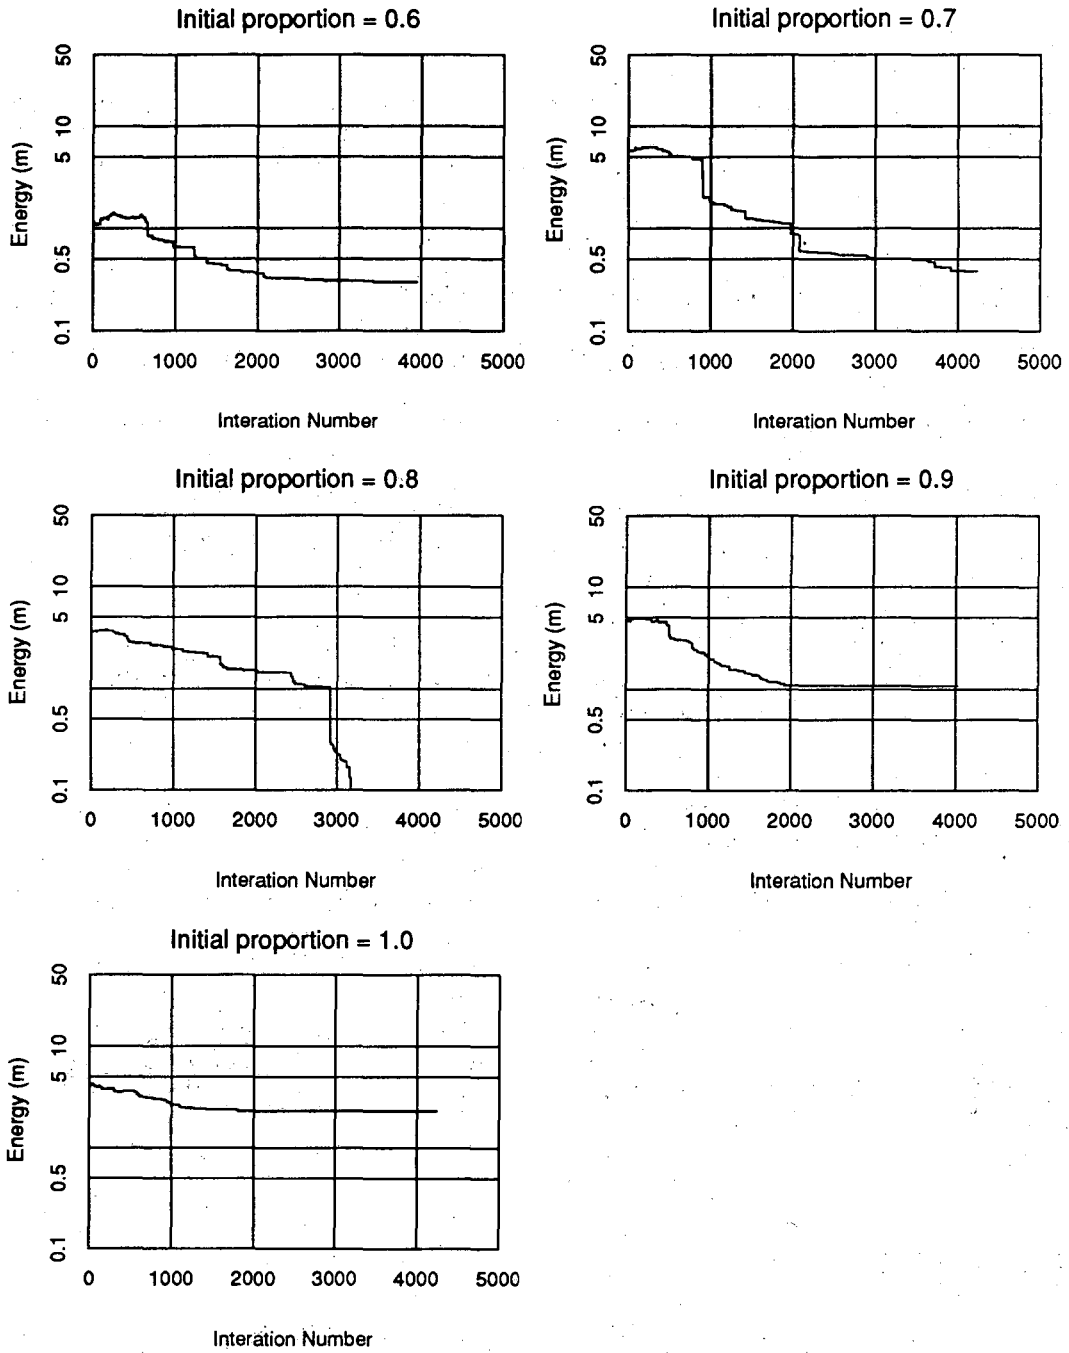 Initial proportion = 0.6
Initial proportion = 0.7
50
10
5
0.5
0.1
Energy (m)
0 1000 2000 3000 4000 5000
Interation Number
50
10
5
0.5
0.1
Energy (m)
0 1000 2000 3000 4000 5000
Interation Number
Initial proportion = 0.8
Initial proportion = 0.9
50
10
5
0.5
0.1
Energy (m)
0 1000 2000 3000 4000 5000
Interation Number
50
10
5
0.5
0.1
Energy (m)
0 1000 2000 3000 4000 5000
Interation Number
Initial proportion = 1.0
50
10
5
0.5
0.1
Energy (m)
0 1000 2000 3000 4000 5000
Interation Number